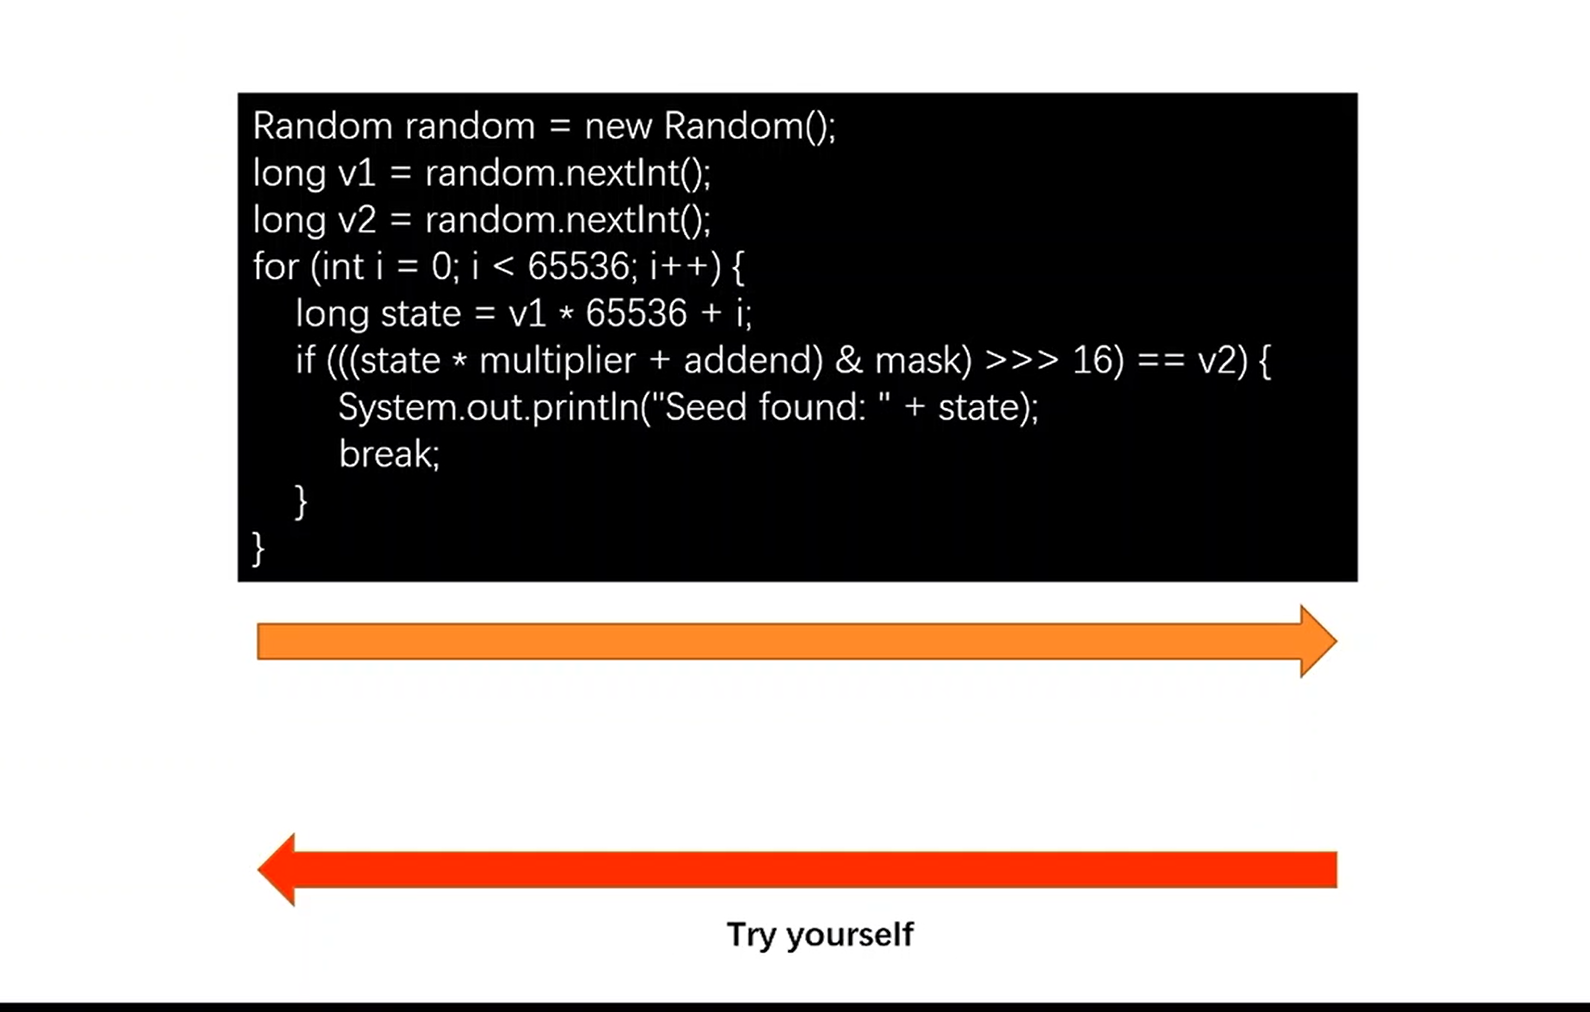 Random random = new Random();
long v1 = random.nextInt();
long v2 = random.nextInt();
for (int i = 0; i < 65536; i++) {
    long state = v1 * 65536 + i;
    if (((state * multiplier + addend) & mask) >>> 16) == v2) {
        System.out.println("Seed found: " + state);
        break;
    }
}
Try yourself